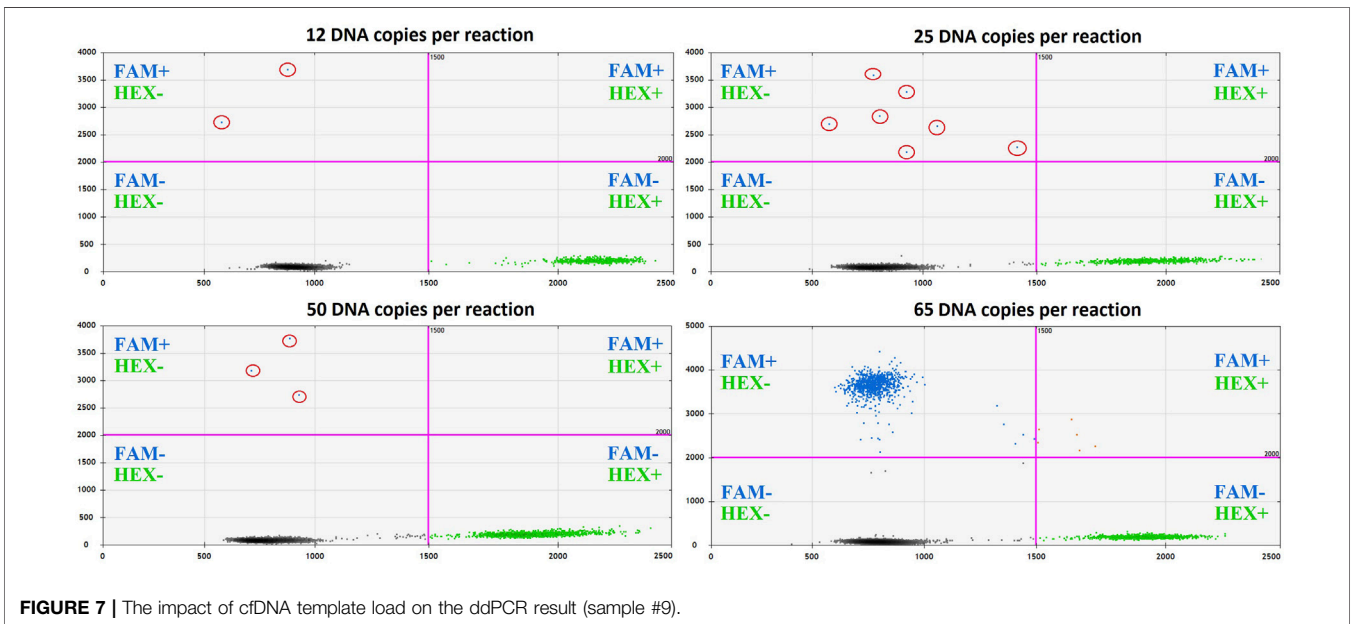 12 DNA copies per reaction
4000
3500
3000
2500
2000
1500
1000
500
0
0
500
1000
1500
2000
2500
1500
2000
FAM+
HEX-
FAM+
HEX+
FAM-
HEX-
FAM-
HEX+
25 DNA copies per reaction
4000
3500
3000
2500
2000
1500
1000
500
0
0
500
1000
1500
2000
2500
1500
2000
FAM+
HEX-
FAM+
HEX+
FAM-
HEX-
FAM-
HEX+
50 DNA copies per reaction
4000
3500
3000
2500
2000
1500
1000
500
0
0
500
1000
1500
2000
2500
1500
2000
FAM+
HEX-
FAM+
HEX+
FAM-
HEX-
FAM-
HEX+
65 DNA copies per reaction
5000
4000
3000
2000
1000
0
0
500
1000
1500
2000
2500
1500
2000
FAM+
HEX-
FAM+
HEX+
FAM-
HEX-
FAM-
HEX+
FIGURE 7 | The impact of cfDNA template load on the ddPCR result (sample #9).